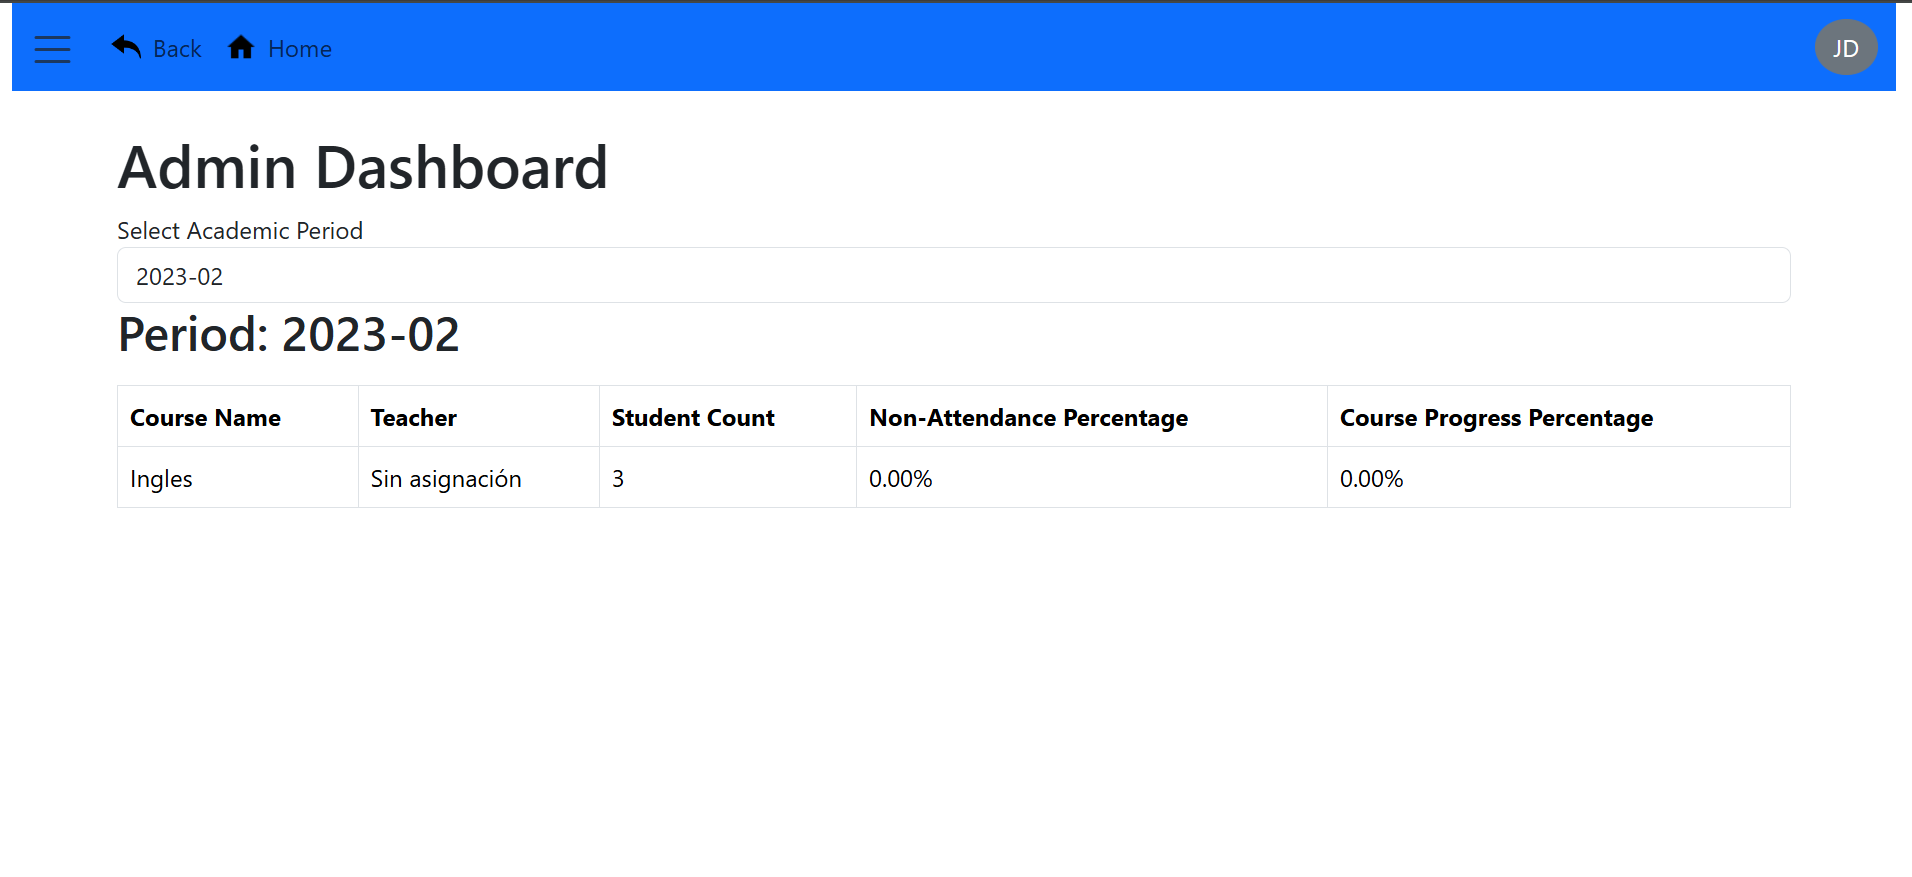 Back Home JD
Admin Dashboard
Select Academic Period
2023-02
Period: 2023-02
Course Name Teacher Student Count Non-Attendance Percentage Course Progress Percentage
Ingles Sin asignación 3 0.00% 0.00%